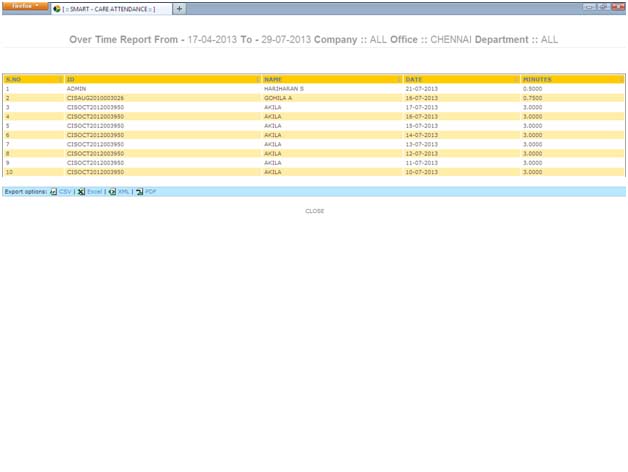 Firefox
[ :: SMART - CARE ATTENDANCE :: ]
Over Time Report From - 17-04-2013 To - 29-07-2013 Company :: ALL Office :: CHENNAI Department :: ALL
S.NO ID NAME DATE MINUTES
1 ADMIN HARIHARAN S 21-07-2013 0.5000
2 CISAUG2010003026 GOHILA A 16-07-2013 0.7500
3 CISOCT2012003950 AKILA 17-07-2013 3.0000
4 CISOCT2012003950 AKILA 16-07-2013 3.0000
5 CISOCT2012003950 AKILA 15-07-2013 3.0000
6 CISOCT2012003950 AKILA 14-07-2013 3.0000
7 CISOCT2012003950 AKILA 13-07-2013 3.0000
8 CISOCT2012003950 AKILA 12-07-2013 3.0000
9 CISOCT2012003950 AKILA 11-07-2013 3.0000
10 CISOCT2012003950 AKILA 10-07-2013 3.0000
Export options: CSV | Excel | XML | PDF
CLOSE